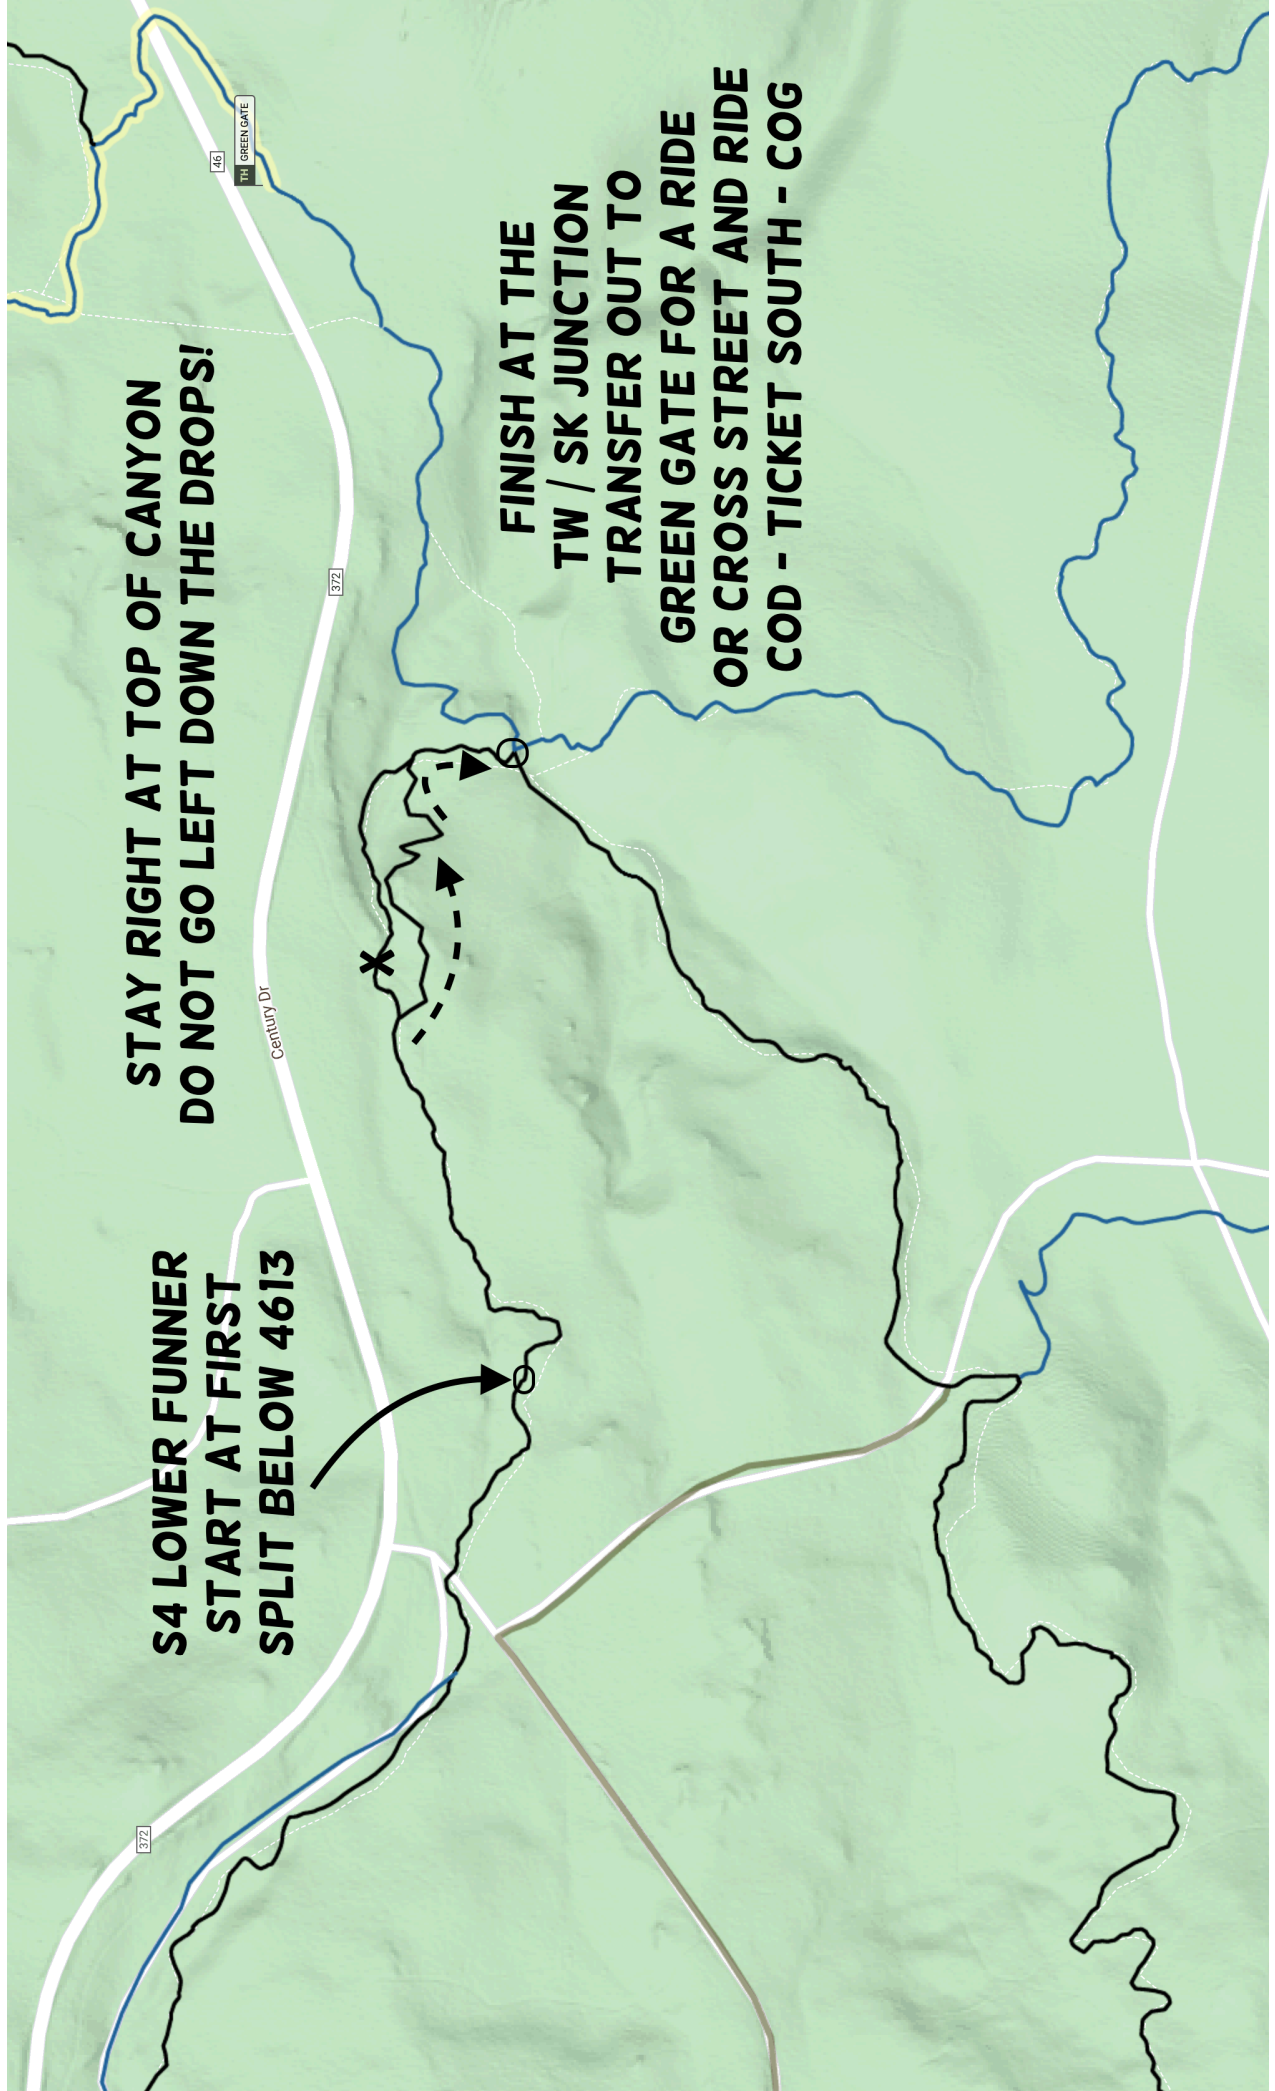 S4 LOWER FUNNER
START AT FIRST
SPLIT BELOW 4613
STAY RIGHT AT TOP OF CANYON
DO NOT GO LEFT DOWN THE DROPS!
FINISH AT THE
TW / SK JUNCTION
TRANSFER OUT TO
GREEN GATE FOR A RIDE
OR CROSS STREET AND RIDE
COD - TICKET SOUTH - COG
372
Century Dr
372
46
TH GREEN GATE